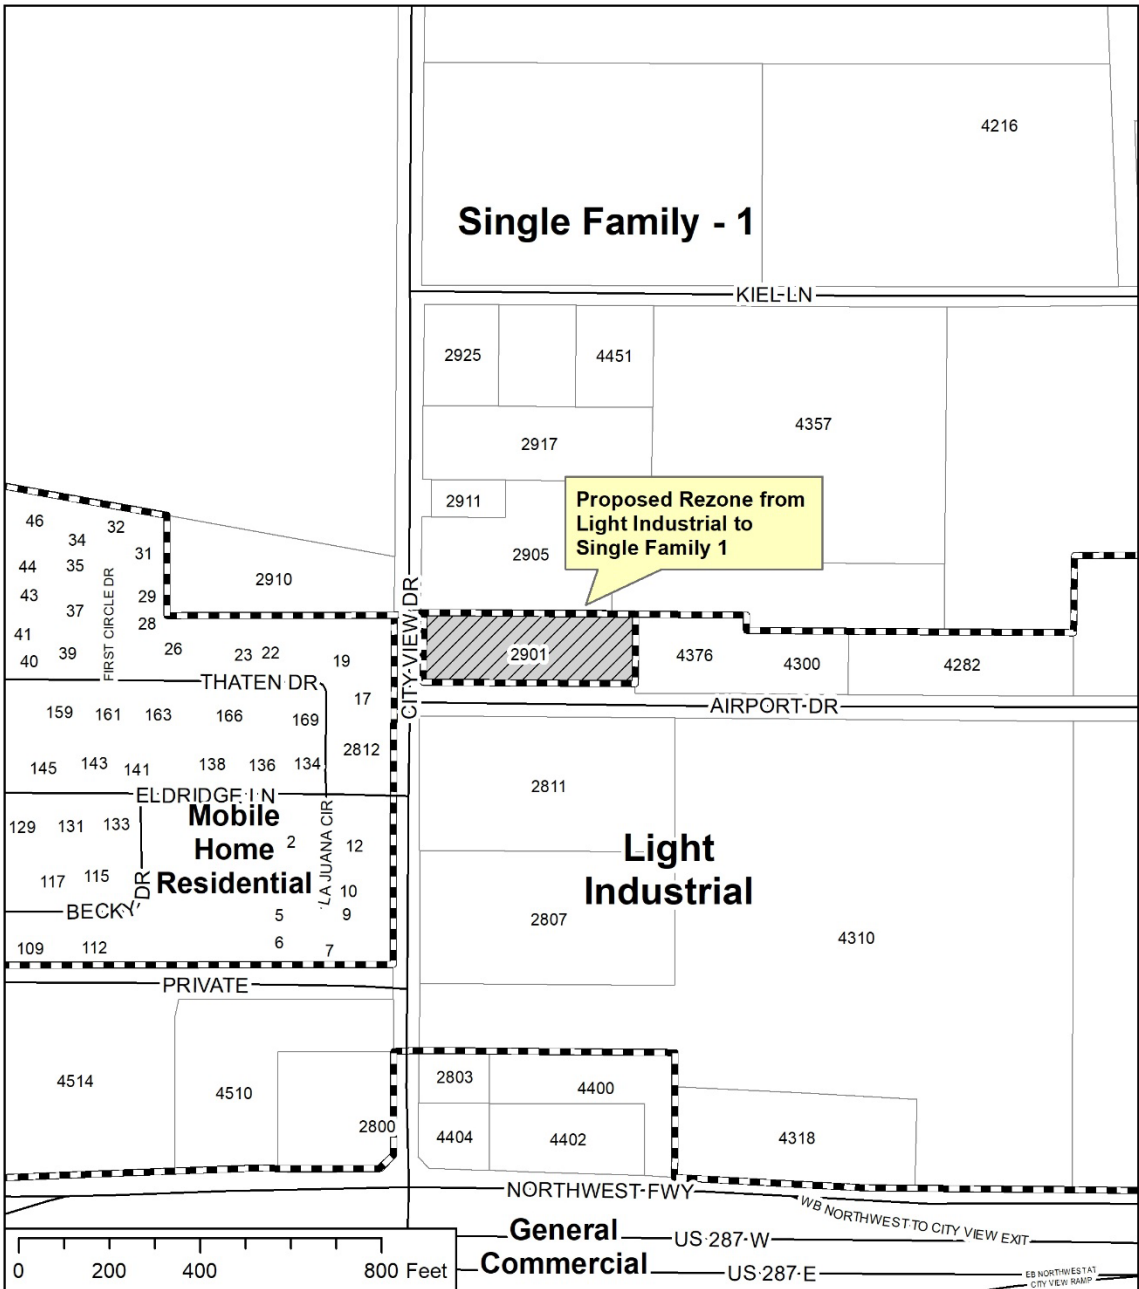 4216
Single Family - 1
KIEL LN
2925
4451
4357
2917
2911
Proposed Rezone from
Light Industrial to
Single Family 1
2905
46
32
34
31
44
35
2910
43
29
37
28
41
39
40
FIRST CIRCLE DR
26
23
22
19
CITY VIEW DR
2901
4376
4300
4282
THATEN DR
17
AIRPORT DR
159
161
163
166
169
2812
145
143
141
138
136
134
2811
ELDRIDGE LN
Mobile
Home
Residential
129
131
133
2
12
LA JUANA CIR
Light
Industrial
117
115
DR
10
BECKY
5
9
2807
4310
109
112
6
7
PRIVATE
4514
4510
2800
2803
4400
4404
4402
4318
NORTHWEST FWY
WB NORTHWEST TO CITY VIEW EXIT
General
Commercial
US 287 W
US 287 E
EB NORTHWEST AT
CITY VIEW RAMP
0 200 400 800 Feet